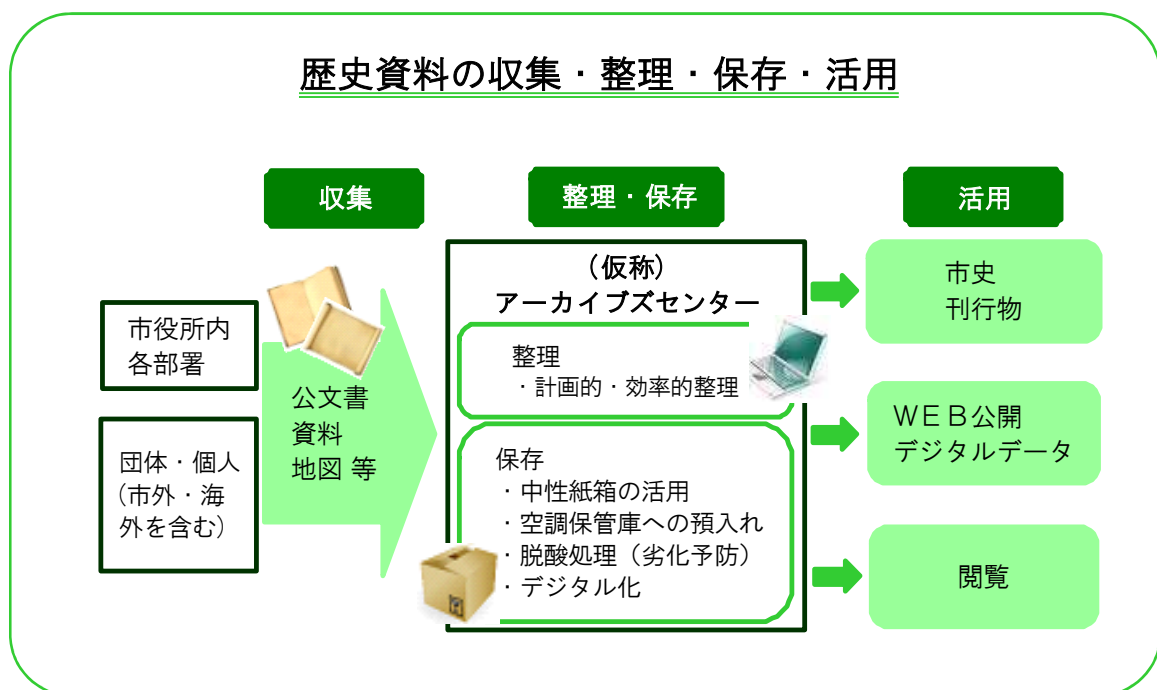 歴史資料の収集・整理・保存・活用
収集
整理・保存
活用
市役所内
各部署
団体・個人
(市外・海
外を含む)
公文書
資料
地図 等
（仮称）
アーカイブズセンター
整理
・計画的・効率的整理
保存
・中性紙箱の活用
・空調保管庫への預入れ
・脱酸処理（劣化予防）
・デジタル化
市史
刊行物
ＷＥＢ公開
デジタルデータ
閲覧